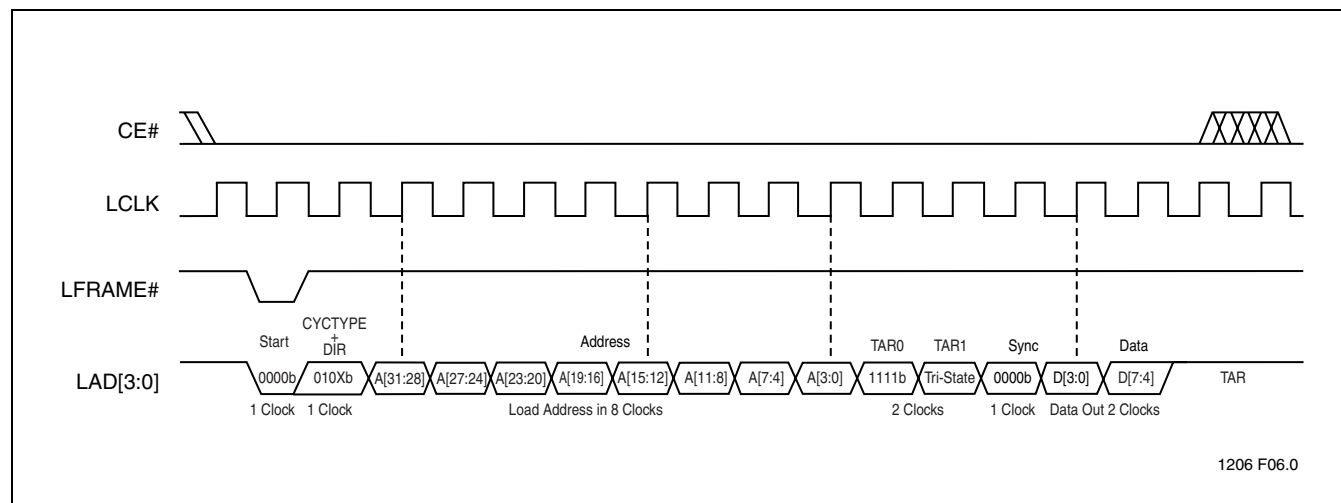 CE#
LCLK
LFRAME#
Start
CYCTYPE
+
DIR
Address
TAR0 TAR1 Sync Data
LAD[3:0] 0000b 010Xb A[31:28] A[27:24] A[23:20] A[19:16] A[15:12] A[11:8] A[7:4] A[3:0] 1111b Tri-State 0000b D[3:0] D[7:4] TAR
1 Clock 1 Clock Load Address in 8 Clocks 2 Clocks 1 Clock Data Out 2 Clocks
1206 F06.0